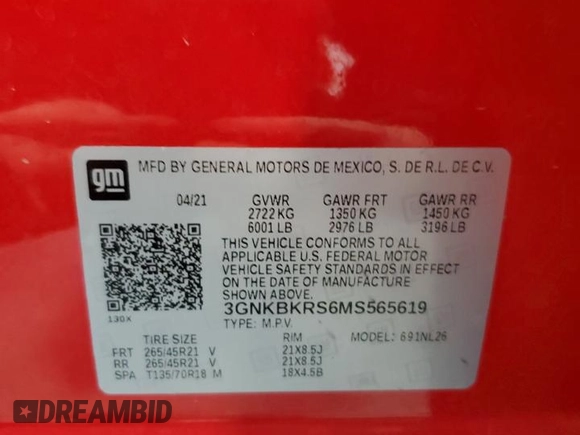 gm
MFD BY GENERAL MOTORS DE MEXICO, S. DE R.L. DE C.V.
04/21 GVWR GAWR FRT GAWR RR
2722 KG 1350 KG 1450 KG
6001 LB 2976 LB 3196 LB
THIS VEHICLE CONFORMS TO ALL
APPLICABLE U.S. FEDERAL MOTOR
VEHICLE SAFETY STANDARDS IN EFFECT
ON THE DATE OF MANUFACTURE
SHOWN ABOVE.
130X
3GNKBKRS6MS565619
TYPE: M.P.V.
TIRE SIZE RIM MODEL: 691NL26
FRT 265/45R21 V 21X8.5J
RR 265/45R21 V 21X8.5J
SPA T135/70R18 M 18X4.5B
DREAMBID